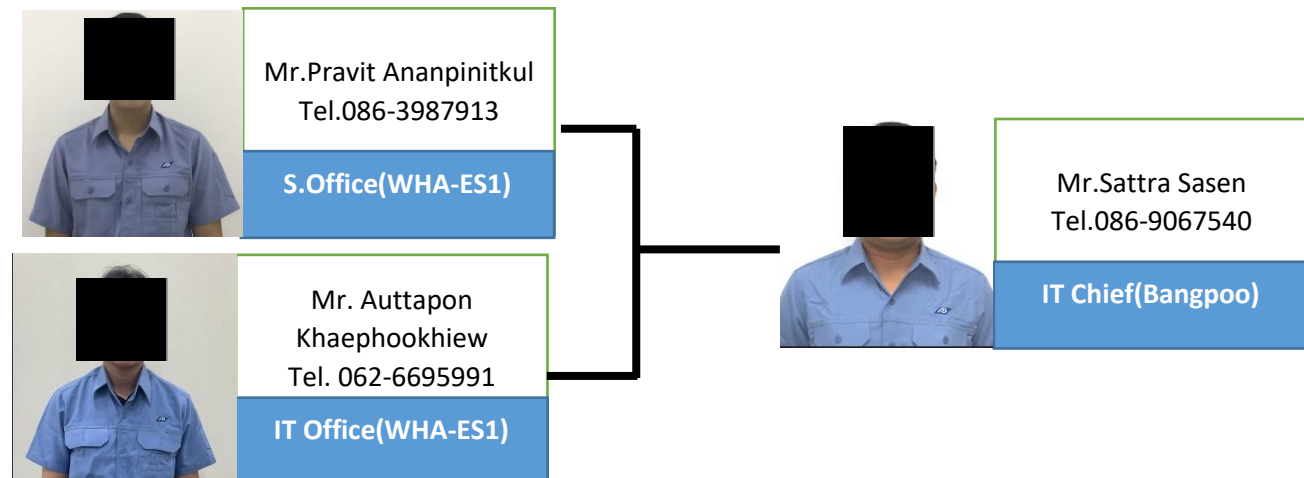 Mr.Pravit Ananpinitkul
Tel.086-3987913
S.Office(WHA-ES1)
Mr. Auttapon
Khaephookhiew
Tel. 062-6695991
IT Office(WHA-ES1)
Mr.Sattra Sasen
Tel.086-9067540
IT Chief(Bangpoo)